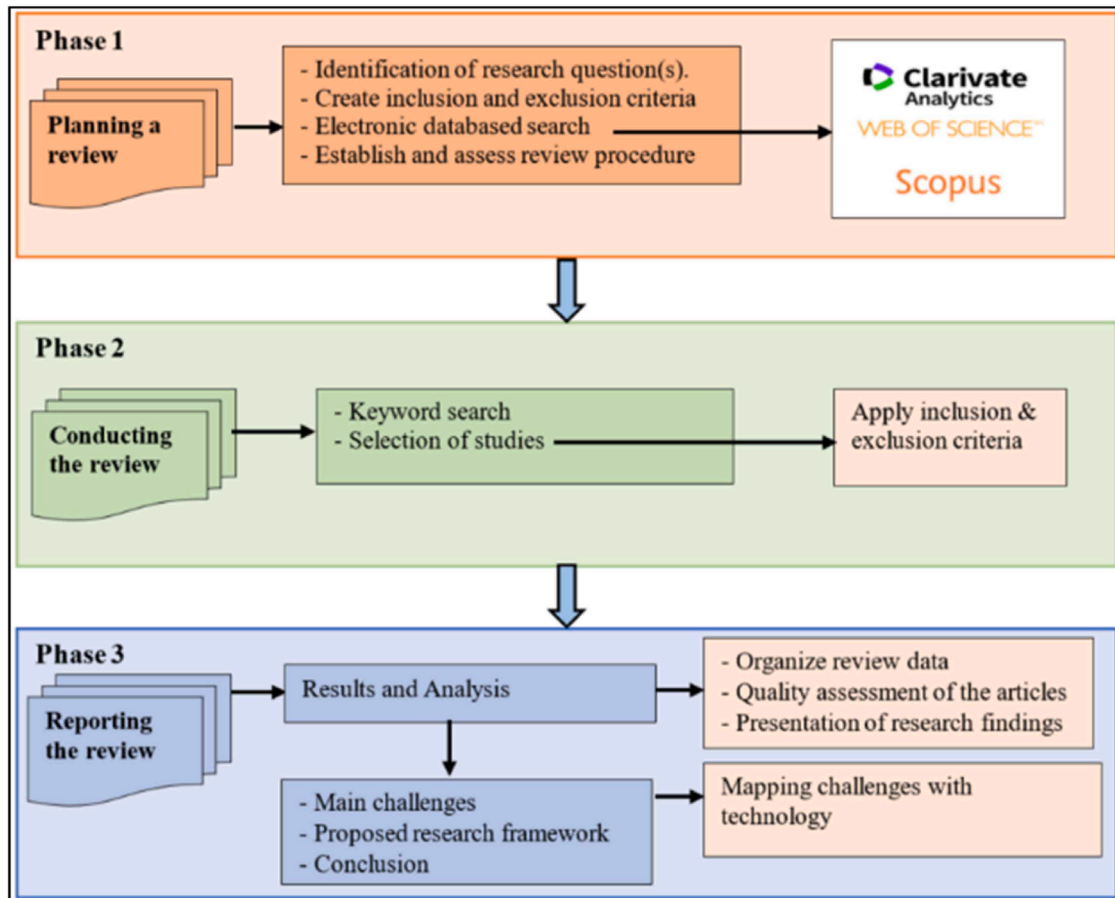 Phase 1
Planning a
review
- Identification of research question(s).
- Create inclusion and exclusion criteria
- Electronic databased search
- Establish and assess review procedure
Clarivate
Analytics
WEB OF SCIENCE™
Scopus
Phase 2
Conducting
the review
- Keyword search
- Selection of studies
Apply inclusion &
exclusion criteria
Phase 3
Reporting
the review
Results and Analysis
- Organize review data
- Quality assessment of the articles
- Presentation of research findings
- Main challenges
- Proposed research framework
- Conclusion
Mapping challenges with
technology